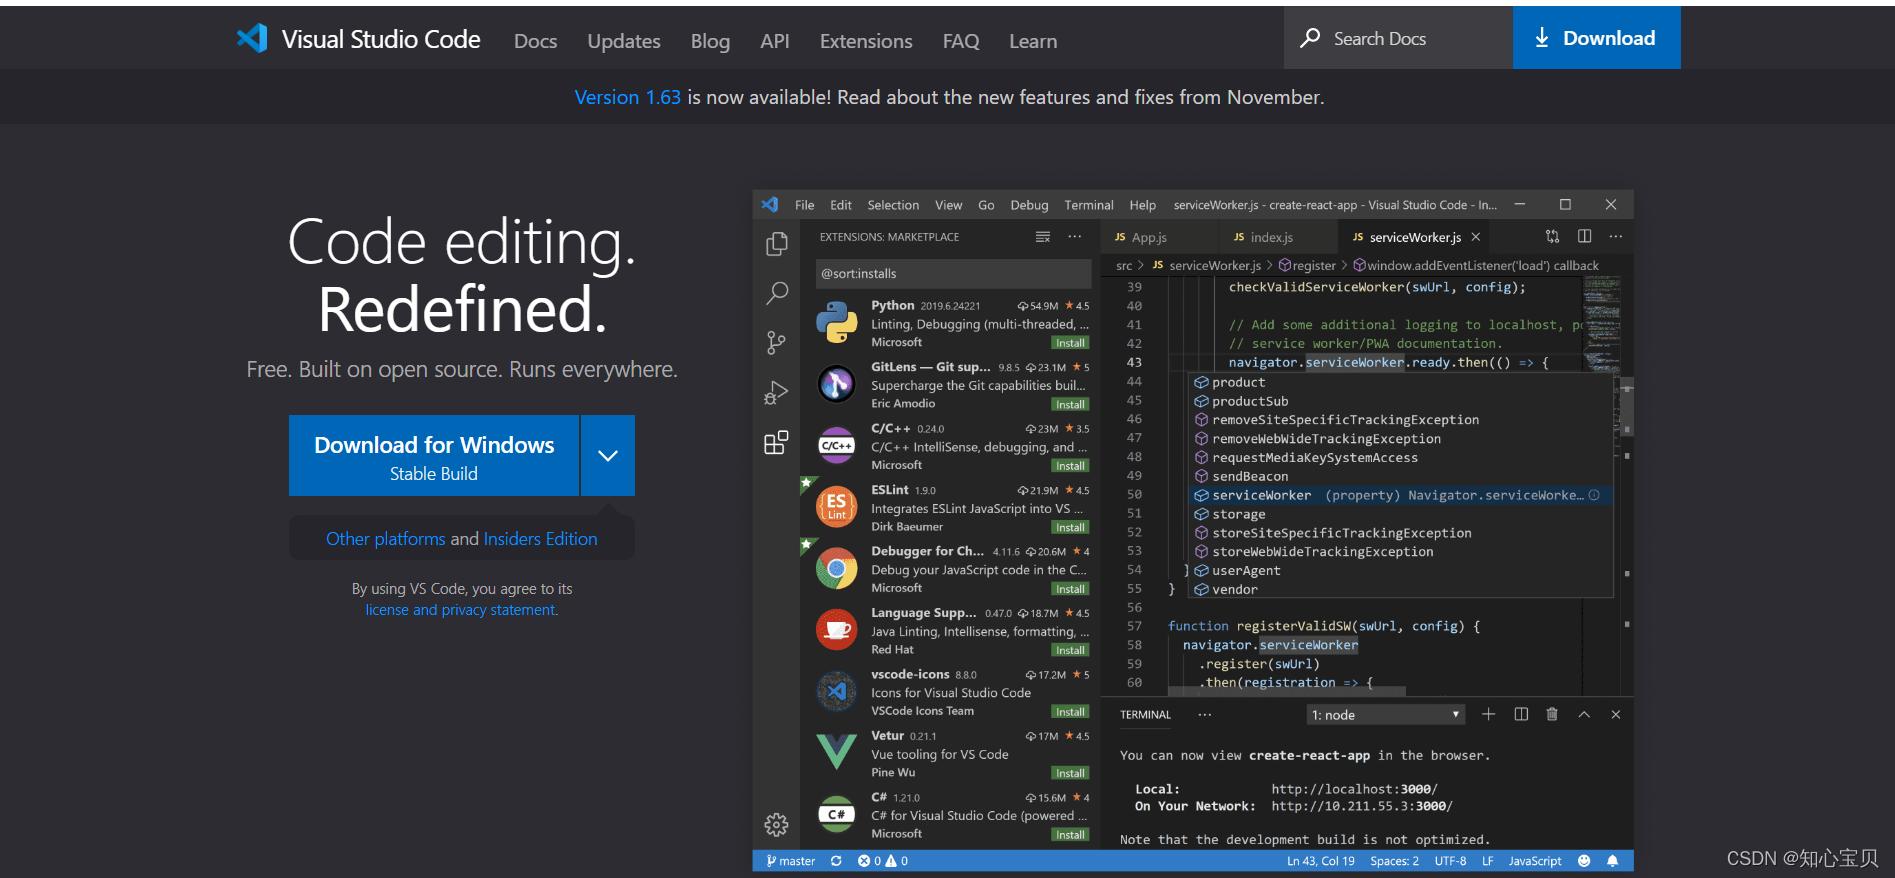 Visual Studio Code Docs Updates Blog API Extensions FAQ Learn Search Docs Download
Version 1.63 is now available! Read about the new features and fixes from November.
Code editing.
Redefined.
Free. Built on open source. Runs everywhere.
Download for Windows
Stable Build
Other platforms and Insiders Edition
By using VS Code, you agree to its
license and privacy statement.
File Edit Selection View Go Debug Terminal Help serviceWorker.js - create-react-app - Visual Studio Code - In...
EXTENSIONS: MARKETPLACE
@sort:installs
Python 2019.6.24221 54.9M 4.5
Linting, Debugging (multi-threaded, ...
Microsoft Install
GitLens — Git sup... 9.8.5 23.1M 5
Supercharge the Git capabilities buil...
Eric Amodio Install
C/C++
C/C++ 0.24.0 23M 3.5
C/C++ IntelliSense, debugging, and ...
Microsoft Install
ES
Lint
ESLint 1.9.0 21.9M 4.5
Integrates ESLint JavaScript into VS ...
Dirk Baeumer Install
Debugger for Ch... 4.11.6 20.6M 4
Debug your JavaScript code in the C...
Microsoft Install
Language Supp... 0.47.0 18.7M 4.5
Java Linting, Intellisense, formatting, ...
Red Hat Install
vscode-icons 8.8.0 17.2M 5
Icons for Visual Studio Code
VSCode Icons Team Install
Vetur 0.21.1 17M 4.5
Vue tooling for VS Code
Pine Wu Install
C#
C# 1.21.0 15.6M 4
C# for Visual Studio Code (powered ...
Microsoft Install
JS App.js JS index.js JS serviceWorker.js
src > JS serviceWorker.js > register > window.addEventListener('load') callback
39 checkValidServiceWorker(swUrl, config);
40
41 // Add some additional logging to localhost, po
42 // service worker/PWA documentation.
43 navigator.serviceWorker.ready.then(() => {
44 product
45 productSub
46 removeSiteSpecificTrackingException
47 removeWebWideTrackingException
48 requestMediaKeySystemAccess
49 sendBeacon
50 serviceWorker (property) Navigator.serviceWorke...
51 storage
52 storeSiteSpecificTrackingException
53 storeWebWideTrackingException
54 } userAgent
55 } vendor
56
57 function registerValidSW(swUrl, config) {
58 navigator.serviceWorker
59 .register(swUrl)
60 .then(registration => {
TERMINAL ... 1: node
You can now view create-react-app in the browser.
Local: http://localhost:3000/
On Your Network: http://10.211.55.3:3000/
Note that the development build is not optimized.
master 0 0 Ln 43, Col 19 Spaces: 2 UTF-8 LF JavaScript
CSDN @知心宝贝